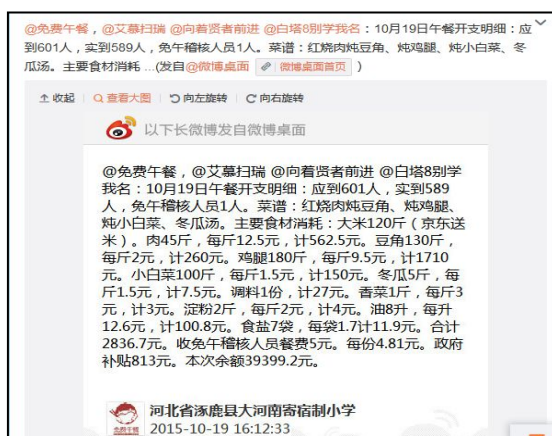 @免费午餐，@艾慕扫瑞 @向着贤者前进 @白塔8别学我名：10月19日午餐开支明细：应
到601人，实到589人，免午稽核人员1人。菜谱：红烧肉炖豆角、炖鸡腿、炖小白菜、冬
瓜汤。主要食材消耗 ...(发自@微博桌面 微博桌面首页 )
收起 查看大图 向左旋转 向右旋转
以下长微博发自微博桌面
@免费午餐，@艾慕扫瑞 @向着贤者前进 @白塔8别学
我名：10月19日午餐开支明细：应到601人，实到589
人，免午稽核人员1人。菜谱：红烧肉炖豆角、炖鸡腿、
炖小白菜、冬瓜汤。主要食材消耗：大米120斤（京东送
米）。肉45斤，每斤12.5元，计562.5元。豆角130斤，
每斤2元，计260元。鸡腿180斤，每斤9.5元，计1710
元。小白菜100斤，每斤1.5元，计150元。冬瓜5斤，每
斤1.5元，计7.5元。调料1份，计27元。香菜1斤，每斤3
元，计3元。淀粉2斤，每斤2元，计4元。油8升，每升
12.6元，计100.8元。食盐7袋，每袋1.7计11.9元。合计
2836.7元。收免午稽核人员餐费5元。每份4.81元。政府
补贴813元。本次余额39399.2元。
免费午餐
河北省涿鹿县大河南寄宿制小学
2015-10-19 16:12:33